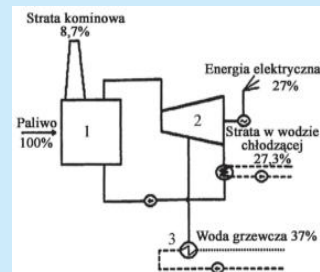 Strata kominowa
8,7%
Energia elektryczna
27%
Paliwo
100%
1
2
Strata w wodzie
chłodzącej
27,3%
3
Woda grzewcza 37%